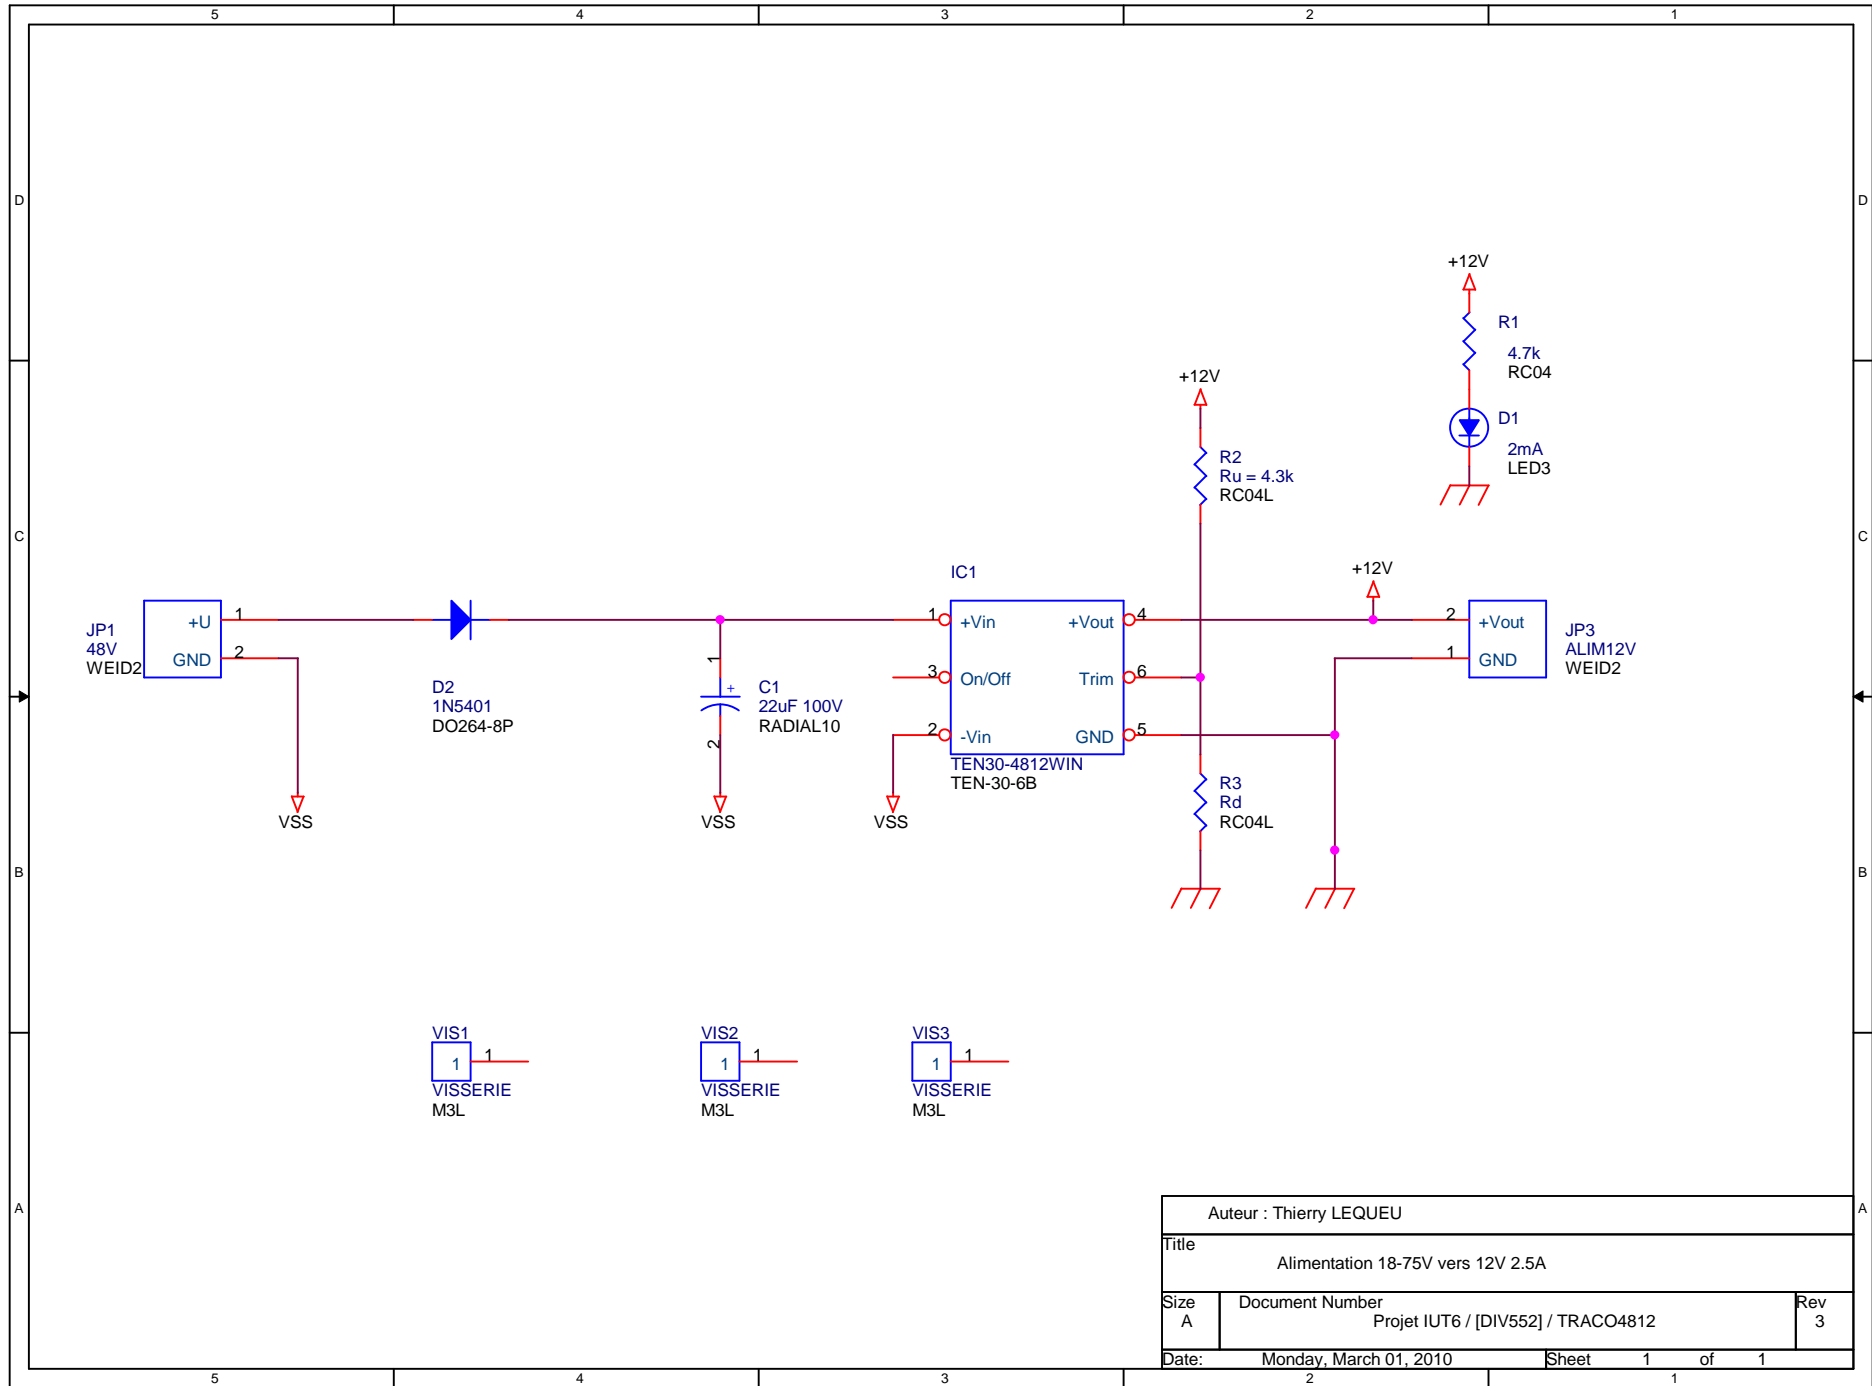 5 4 3 2 1
D D
C C
B B
A A
+12V
R1
4.7k
RC04
D1
2mA
LED3
+12V
R2
Ru = 4.3k
RC04L
JP1
48V
WEID2
+U
GND
1
2
VSS
D2
1N5401
DO264-8P
1
+
2
C1
22uF 100V
RADIAL10
VSS
VSS
IC1
1 +Vin
3 On/Off
2 -Vin
+Vout 4
Trim 6
GND 5
TEN30-4812WIN
TEN-30-6B
R3
Rd
RC04L
+12V
2 +Vout
1 GND
JP3
ALIM12V
WEID2
VIS1
1 1
VISSERIE
M3L
VIS2
1 1
VISSERIE
M3L
VIS3
1 1
VISSERIE
M3L
Auteur : Thierry LEQUEU
Title
Alimentation 18-75V vers 12V 2.5A
Size
A
Document Number
Projet IUT6 / [DIV552] / TRACO4812
Rev
3
Date: Monday, March 01, 2010 Sheet 1 of 1
5 4 3 2 1